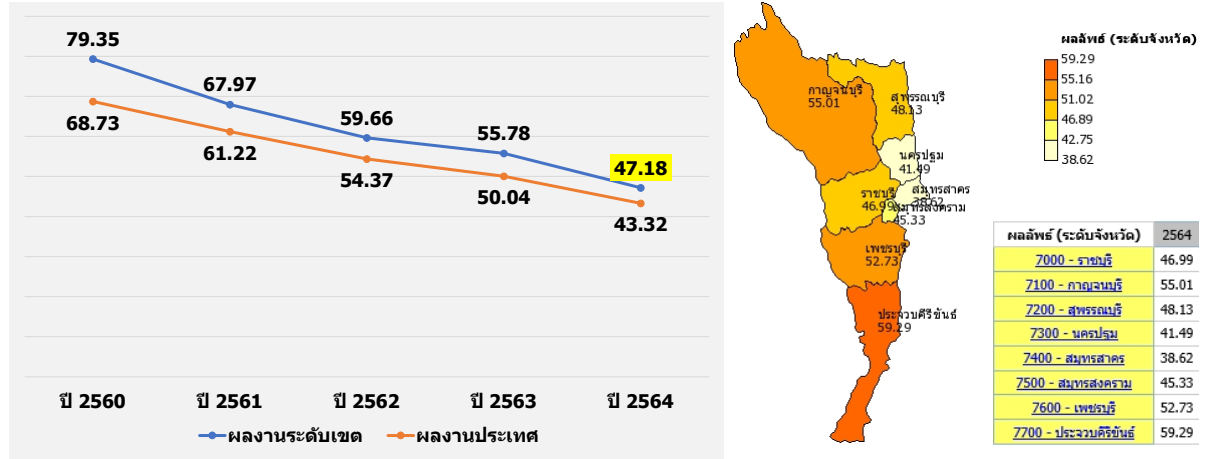 79.35
67.97
59.66
55.78
47.18
68.73
61.22
54.37
50.04
43.32
ปี 2560 ปี 2561 ปี 2562 ปี 2563 ปี 2564
ผลงานระดับเขต ผลงานประเทศ
กาญจนบุรี
55.01
สุพรรณบุรี
48.13
นครปฐม
41.49
สมุทรสาคร
38.62
ราชบุรี
46.99
สมุทรสงคราม
45.33
เพชรบุรี
52.73
ประจวบคีรีขันธ์
59.29
ผลลัพธ์ (ระดับจังหวัด)
59.29
55.16
51.02
46.89
42.75
38.62
ผลลัพธ์ (ระดับจังหวัด) 2564
7000 - ราชบุรี 46.99
7100 - กาญจนบุรี 55.01
7200 - สุพรรณบุรี 48.13
7300 - นครปฐม 41.49
7400 - สมุทรสาคร 38.62
7500 - สมุทรสงคราม 45.33
7600 - เพชรบุรี 52.73
7700 - ประจวบคีรีขันธ์ 59.29